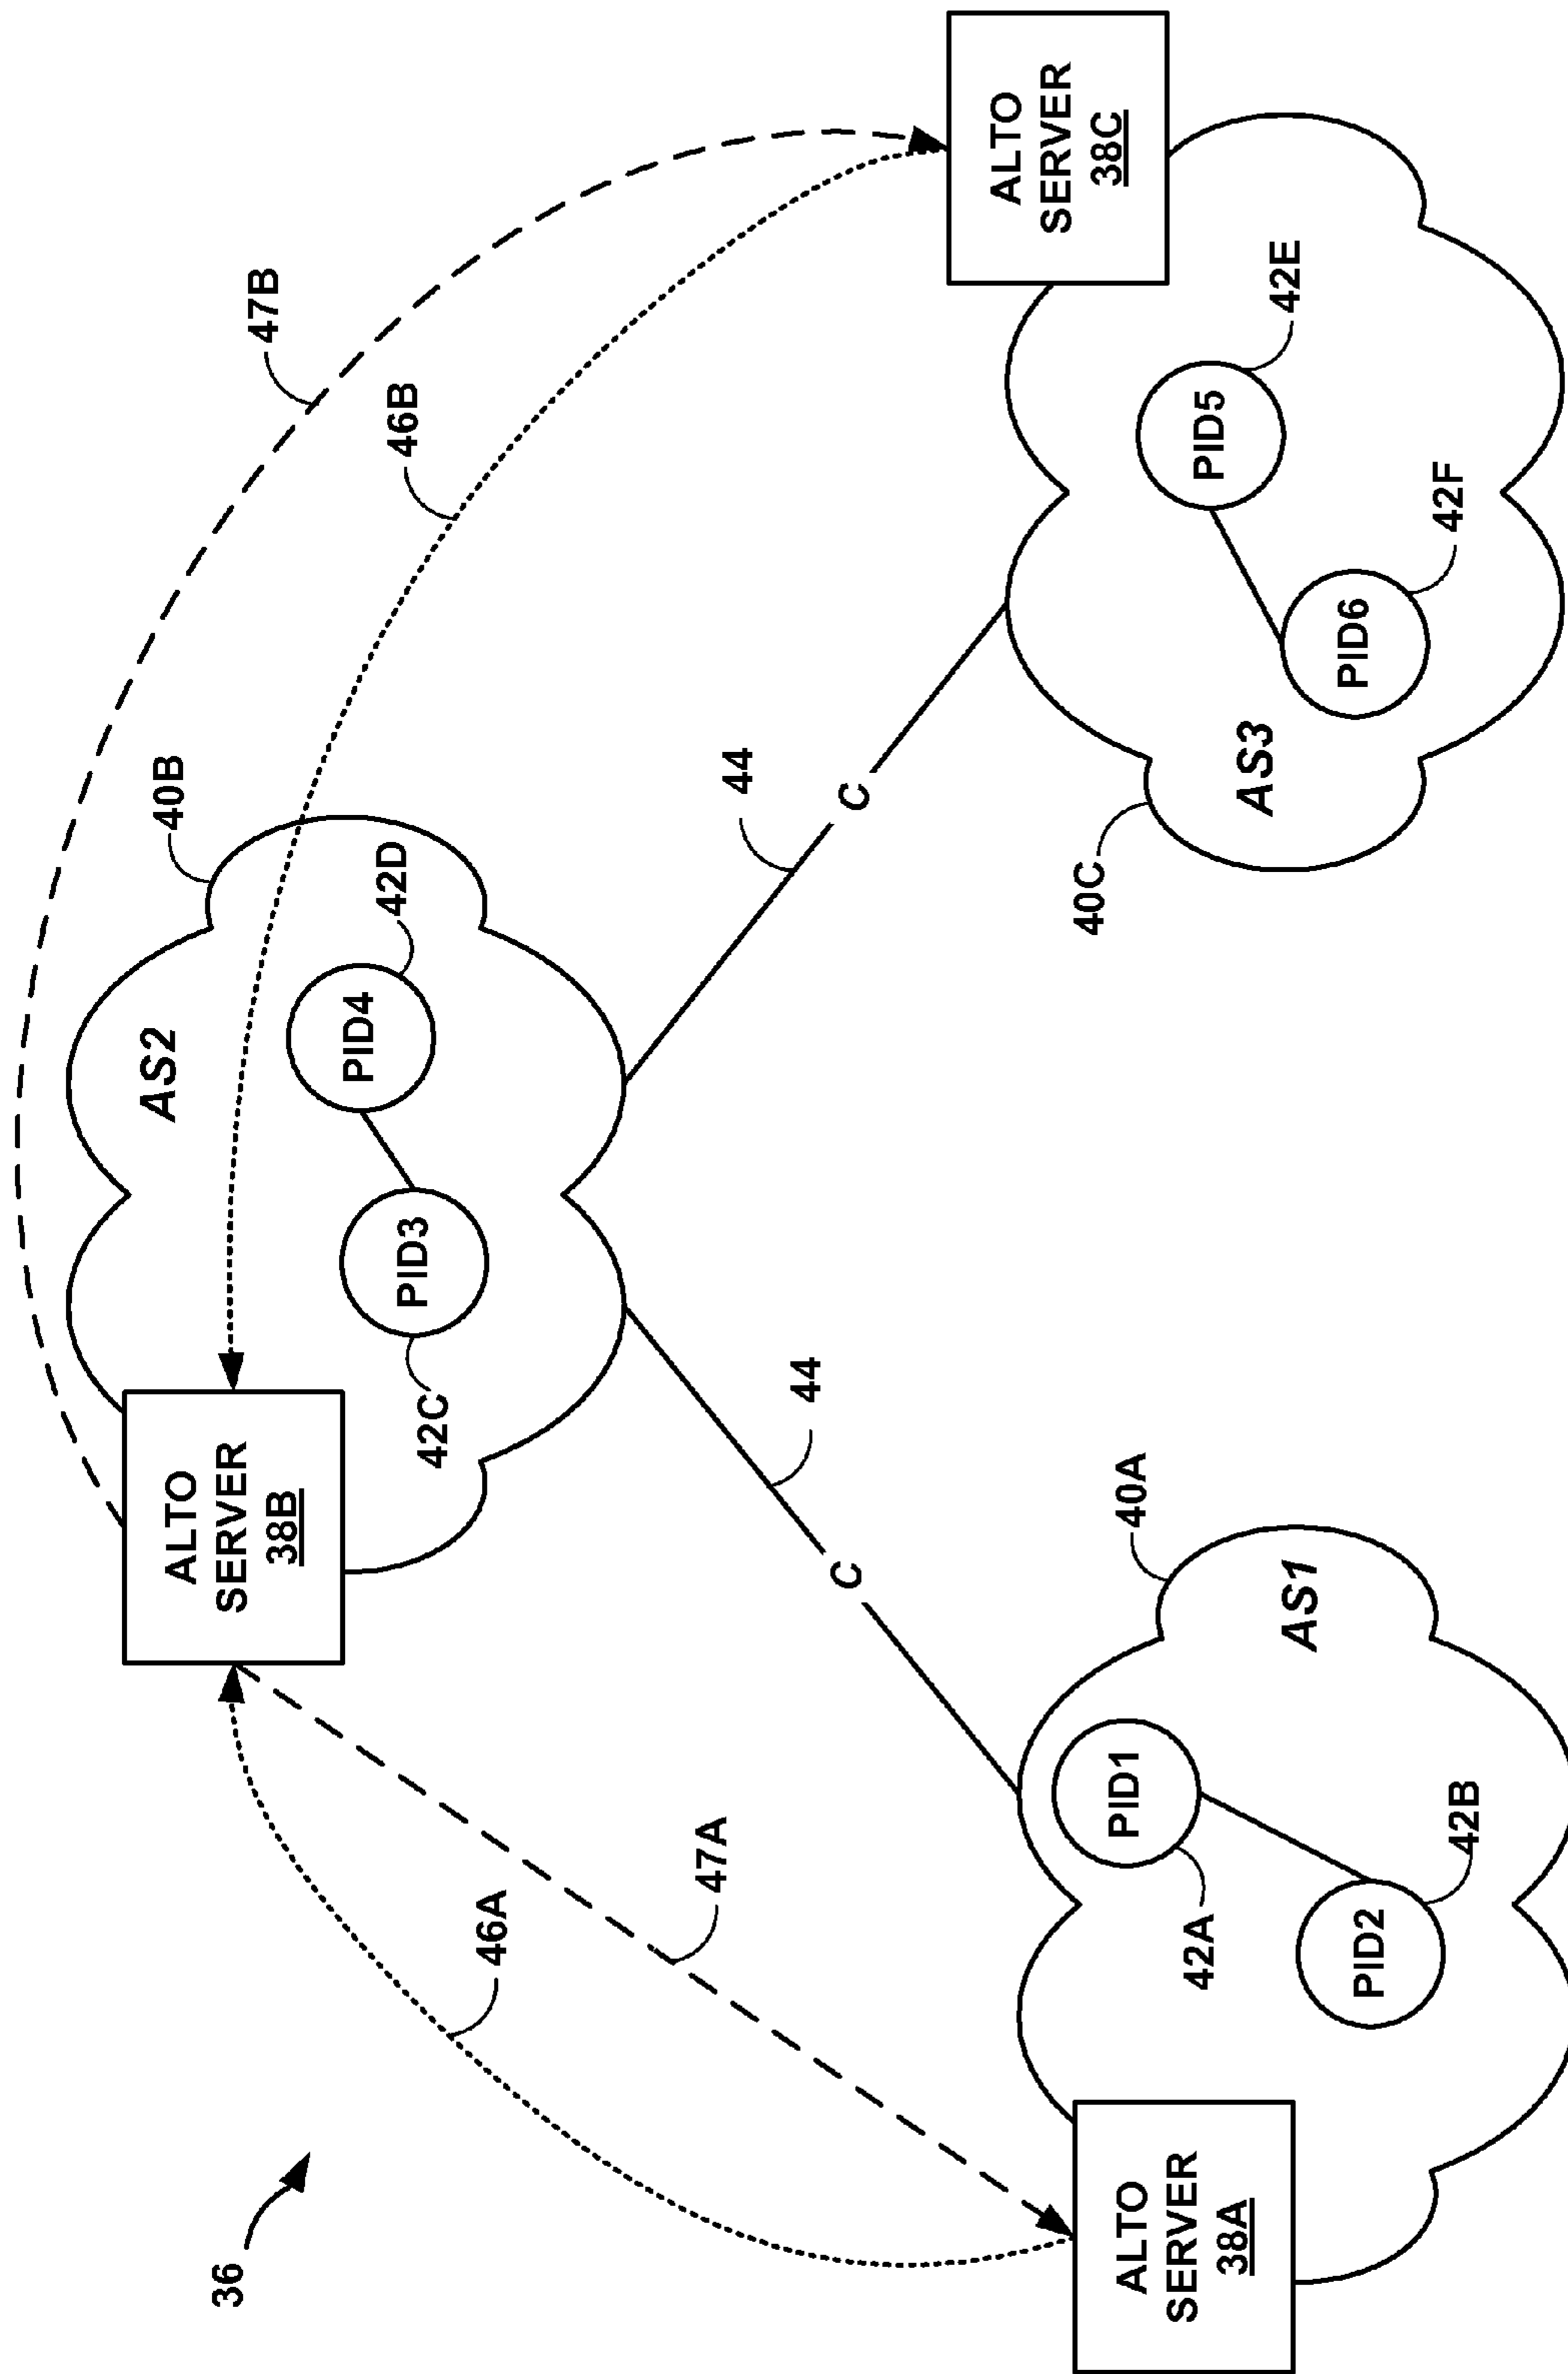 36
46A
47A
ALTO
SERVER
38B
AS2
40B
42D
PID4
PID3
42C
47B
46B
44
C
44
C
ALTO
SERVER
38A
40A
AS1
PID1
42A
PID2
42B
ALTO
SERVER
38C
42E
PID5
42F
PID6
AS3
40C